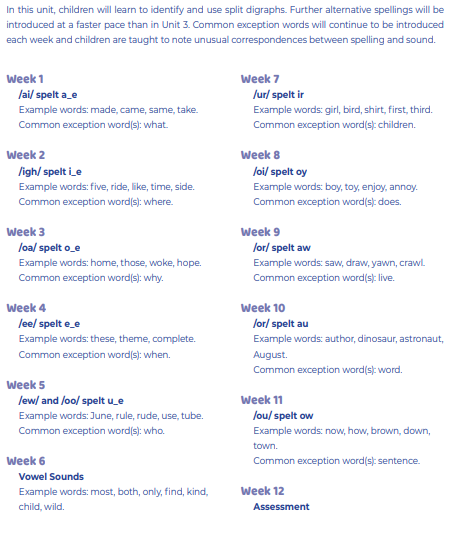 In this unit, children will learn to identify and use split digraphs. Further alternative spellings will be
introduced at a faster pace than in Unit 3. Common exception words will continue to be introduced
each week and children are taught to note unusual correspondences between spelling and sound.
Week 1
/ai/ spelt a_e
Example words: made, came, same, take.
Common exception word(s): what.
Week 2
/igh/ spelt i_e
Example words: five, ride, like, time, side.
Common exception word(s): where.
Week 3
/oa/ spelt o_e
Example words: home, those, woke, hope.
Common exception word(s): why.
Week 4
/ee/ spelt e_e
Example words: these, theme, complete.
Common exception word(s): when.
Week 5
/ew/ and /oo/ spelt u_e
Example words: June, rule, rude, use, tube.
Common exception word(s): who.
Week 6
Vowel Sounds
Example words: most, both, only, find, kind,
child, wild.
Week 7
/ur/ spelt ir
Example words: girl, bird, shirt, first, third.
Common exception word(s): children.
Week 8
/oi/ spelt oy
Example words: boy, toy, enjoy, annoy.
Common exception word(s): does.
Week 9
/or/ spelt aw
Example words: saw, draw, yawn, crawl.
Common exception word(s): live.
Week 10
/or/ spelt au
Example words: author, dinosaur, astronaut,
August.
Common exception word(s): word.
Week 11
/ou/ spelt ow
Example words: now, how, brown, down,
town.
Common exception word(s): sentence.
Week 12
Assessment